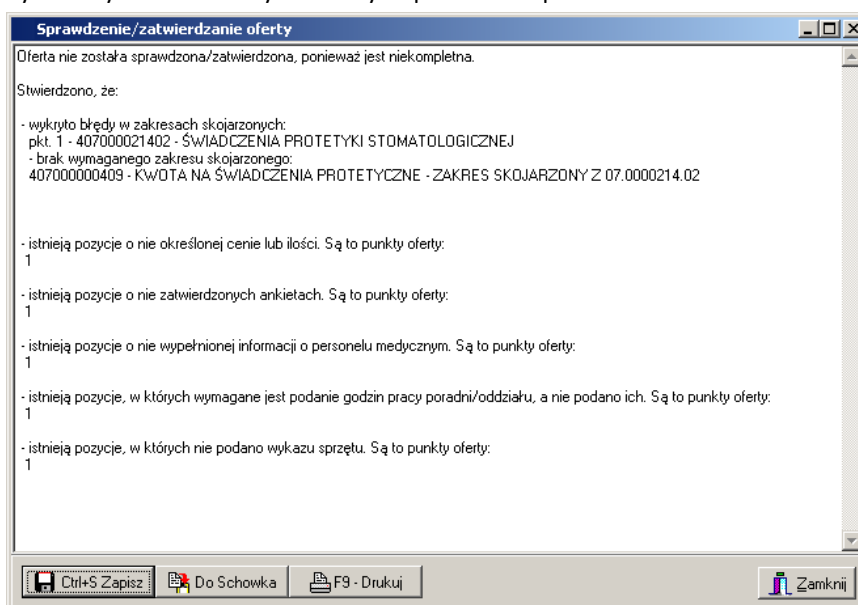 Sprawdzenie/zatwierdzanie oferty
Oferta nie została sprawdzona/zatwierdzona, ponieważ jest niekompletna.
Stwierdzono, że:
- wykryto błędy w zakresach skojarzonych:
pkt. 1 - 407000021402 - ŚWIADCZENIA PROTETYKI STOMATOLOGICZNEJ
- brak wymaganego zakresu skojarzonego:
407000000409 - KWOTA NA ŚWIADCZENIA PROTETYCZNE - ZAKRES SKOJARZONY Z 07.0000214.02
- istnieją pozycje o nie określonej cenie lub ilości. Są to punkty oferty:
1
- istnieją pozycje o nie zatwierdzonych ankietach. Są to punkty oferty:
1
- istnieją pozycje o nie wypełnionej informacji o personelu medycznym. Są to punkty oferty:
1
- istnieją pozycje, w których wymagane jest podanie godzin pracy poradni/oddziału, a nie podano ich. Są to punkty oferty:
1
- istnieją pozycje, w których nie podano wykazu sprzętu. Są to punkty oferty:
1
Ctrl+S Zapisz Do Schowka F9 - Drukuj Zamknij